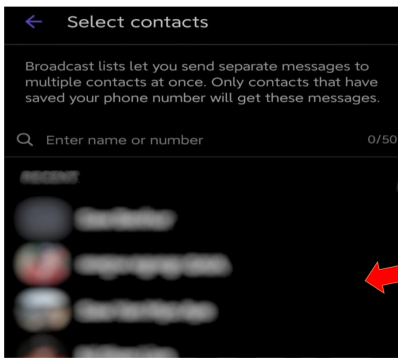 Select contacts
Broadcast lists let you send separate messages to
multiple contacts at once. Only contacts that have
saved your phone number will get these messages.
Enter name or number 0/50
RECENT